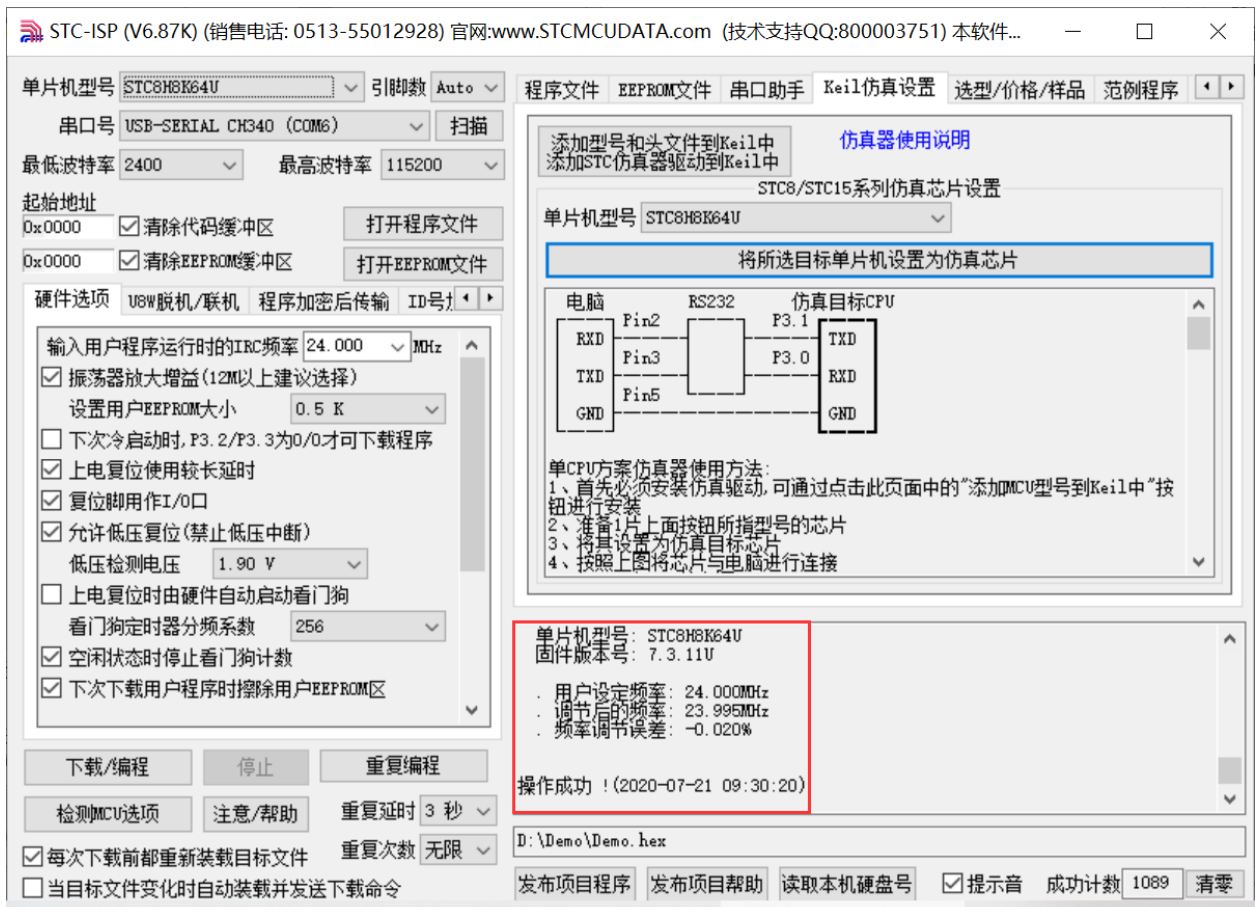 STC-ISP (V6.87K) (销售电话: 0513-55012928) 官网:www.STCMCUDATA.com (技术支持QQ:800003751) 本软件...
单片机型号 STC8H8K64U 引脚数 Auto
串口号 USB-SERIAL CH340 (COM6) 扫描
最低波特率 2400 最高波特率 115200
起始地址
0x0000 清除代码缓冲区 打开程序文件
0x0000 清除EEPROM缓冲区 打开EEPROM文件
硬件选项 U8W脱机/联机 程序加密后传输 ID号
输入用户程序运行时的IRC频率 24.000 MHz
振荡器放大增益(12M以上建议选择)
设置用户EEPROM大小 0.5 K
下次冷启动时,P3.2/P3.3为0/0才可下载程序
上电复位使用较长延时
复位脚用作I/O口
允许低压复位(禁止低压中断)
低压检测电压 1.90 V
上电复位时由硬件自动启动看门狗
看门狗定时器分频系数 256
空闲状态时停止看门狗计数
下次下载用户程序时擦除用户EEPROM区
下载/编程 停止 重复编程
检测MCU选项 注意/帮助 重复延时 3 秒
每次下载前都重新装载目标文件 重复次数 无限
当目标文件变化时自动装载并发送下载命令
程序文件 EEPROM文件 串口助手 Keil仿真设置 选型/价格/样品 范例程序
添加型号和头文件到Keil中
添加STC仿真器驱动到Keil中
仿真器使用说明
STC8/STC15系列仿真芯片设置
单片机型号 STC8H8K64U
将所选目标单片机设置为仿真芯片
电脑 RS232 仿真目标CPU
Pin2 P3.1
RXD TXD
Pin3 P3.0
TXD RXD
Pin5
GND GND
单CPU方案仿真器使用方法:
1、首先必须安装仿真驱动,可通过点击此页面中的"添加MCU型号到Keil中"按
钮进行安装
2、准备1片上面按钮所指型号的芯片
3、将其设置为仿真目标芯片
4、按照上图将芯片与电脑进行连接
单片机型号: STC8H8K64U
固件版本号: 7.3.11U
. 用户设定频率: 24.000MHz
. 调节后的频率: 23.995MHz
. 频率调节误差: -0.020%
操作成功 !(2020-07-21 09:30:20)
D:\Demo\Demo.hex
发布项目程序 发布项目帮助 读取本机硬盘号 提示音 成功计数 1089 清零